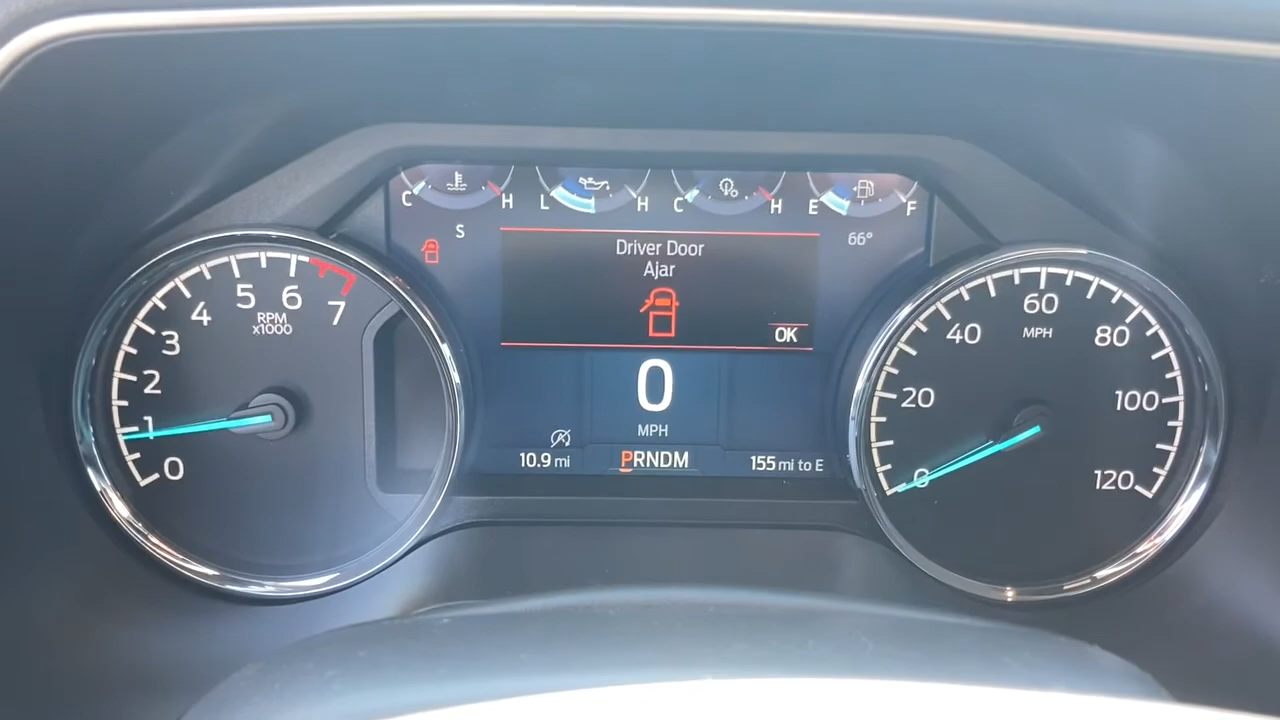 C H L H C H E F
S
66°
Driver Door
Ajar
OK
0
MPH
10.9 mi
PRNDM
155 mi to E
0
1
2
3
4
5
6
7
RPM
x1000
0
20
40
60
80
100
120
MPH